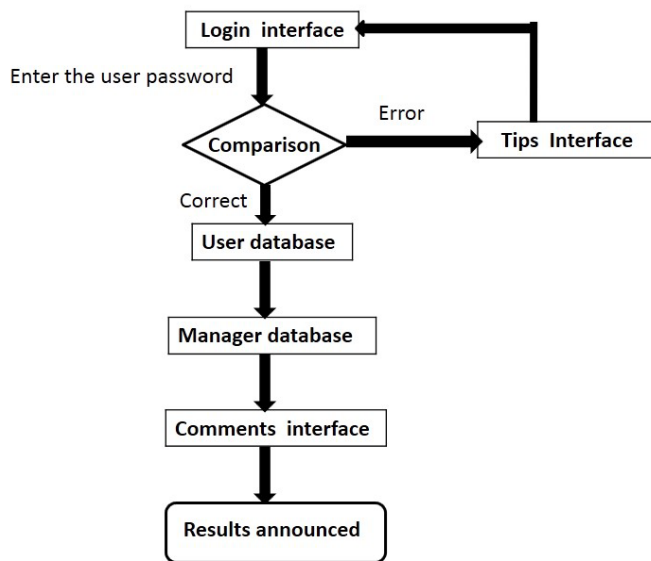 Login interface
Enter the user password
Error
Comparison
Tips Interface
Correct
User database
Manager database
Comments interface
Results announced